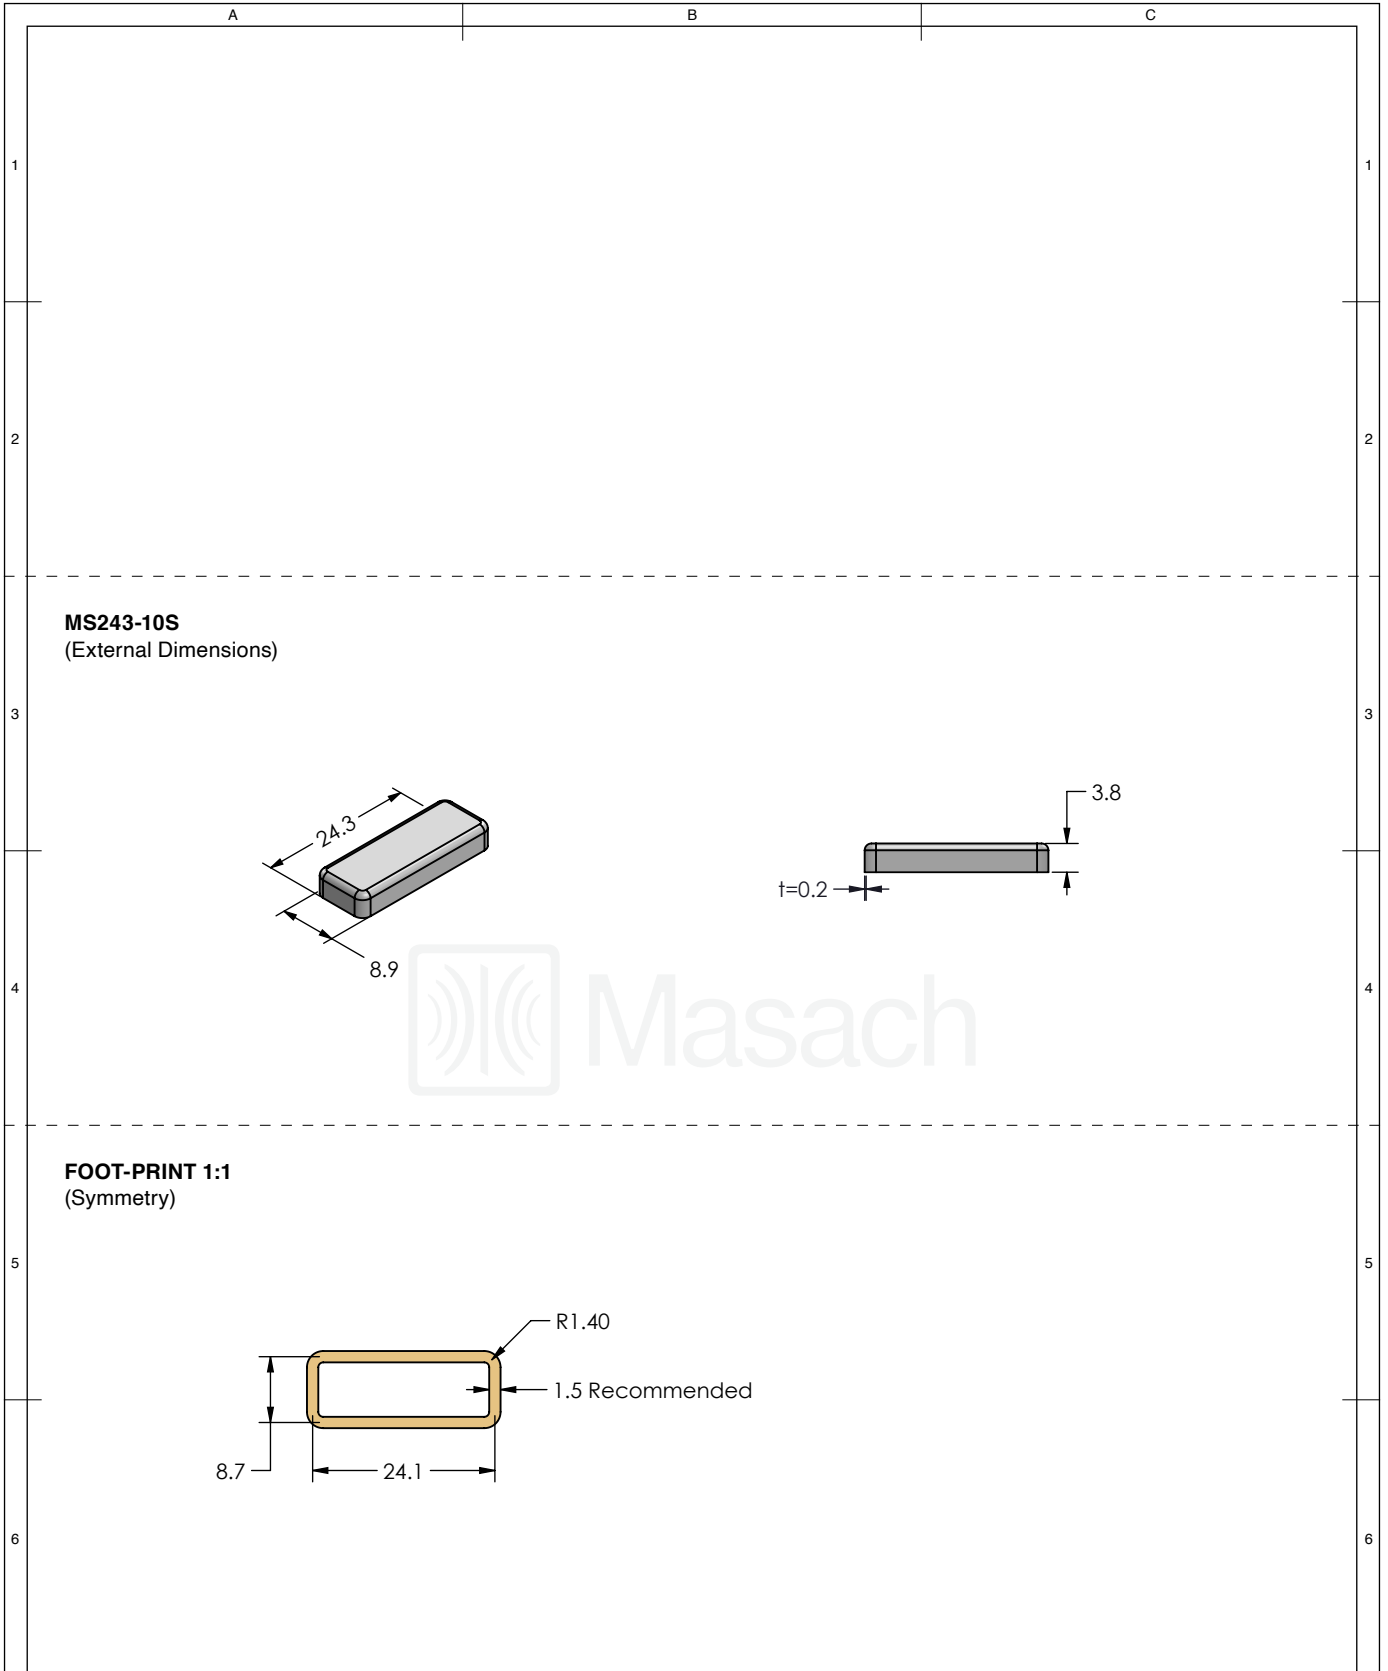 A B C
1 1
2 2
MS243-10S
(External Dimensions)
3 3
24.3
3.8
t=0.2
8.9
Masach
4 4
FOOT-PRINT 1:1
(Symmetry)
5 5
R1.40
1.5 Recommended
8.7
24.1
6 6